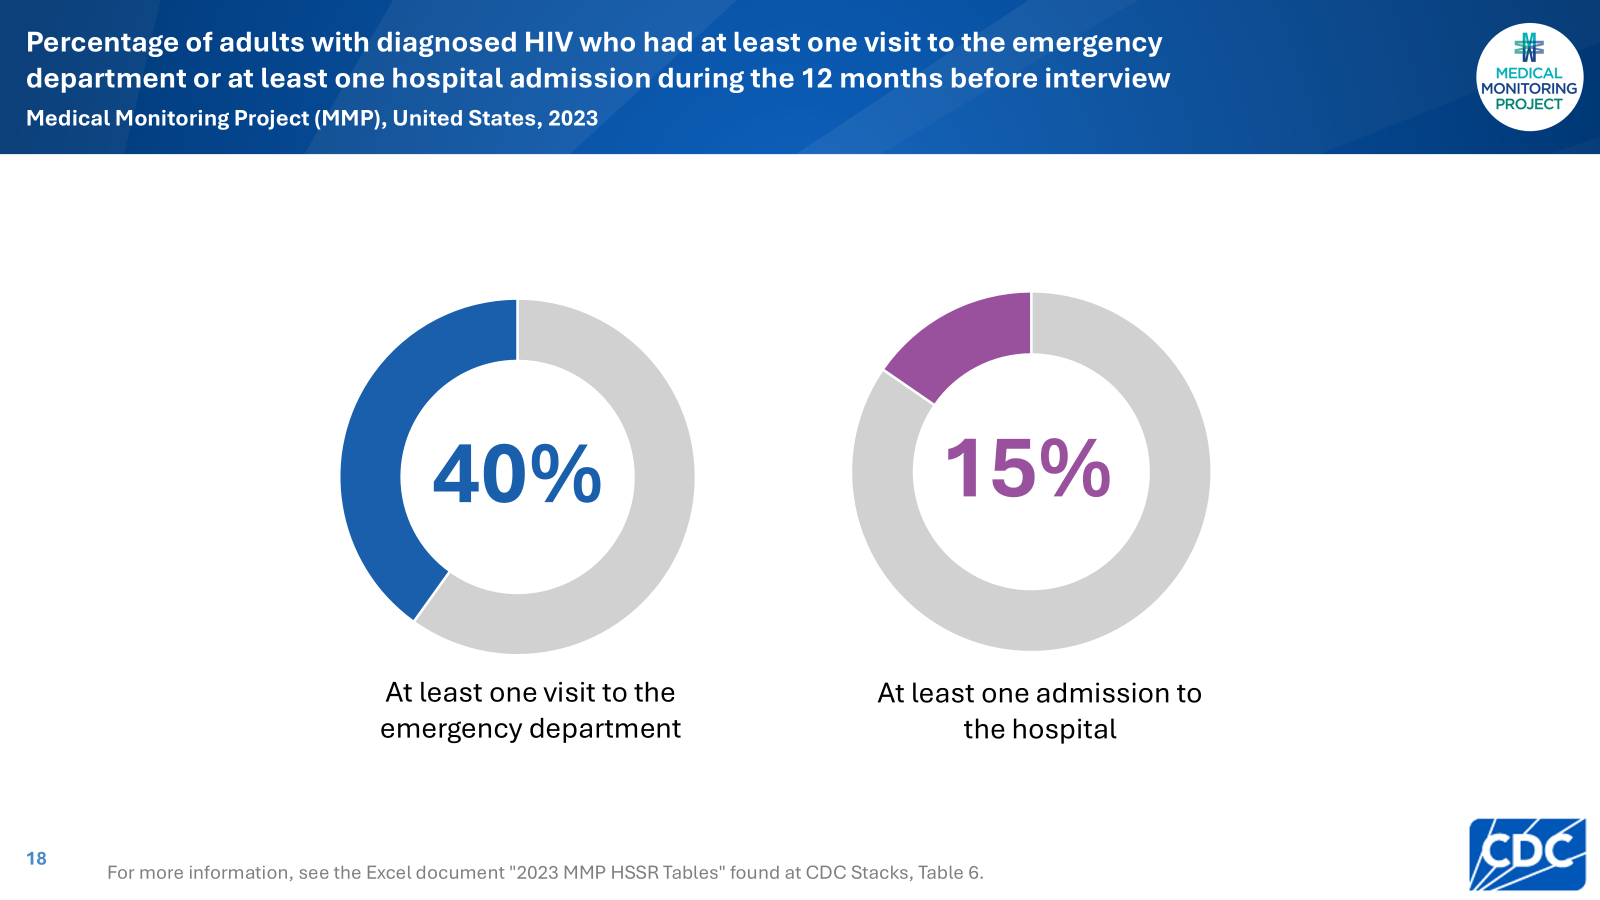 Percentage of adults with diagnosed HIV who had at least one visit to the emergency
department or at least one hospital admission during the 12 months before interview
Medical Monitoring Project (MMP), United States, 2023
MEDICAL
MONITORING
PROJECT
40%
15%
At least one visit to the
emergency department
At least one admission to
the hospital
18
For more information, see the Excel document "2023 MMP HSSR Tables" found at CDC Stacks, Table 6.
CDC